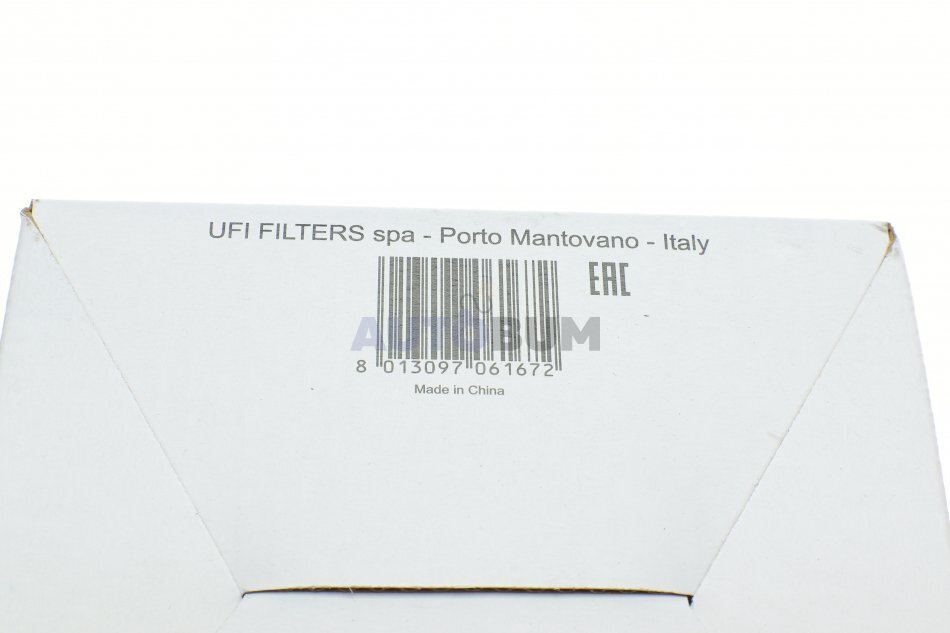 UFI FILTERS spa - Porto Mantovano - Italy
EAC
AUTOBUM
8 013097 061672
Made in China